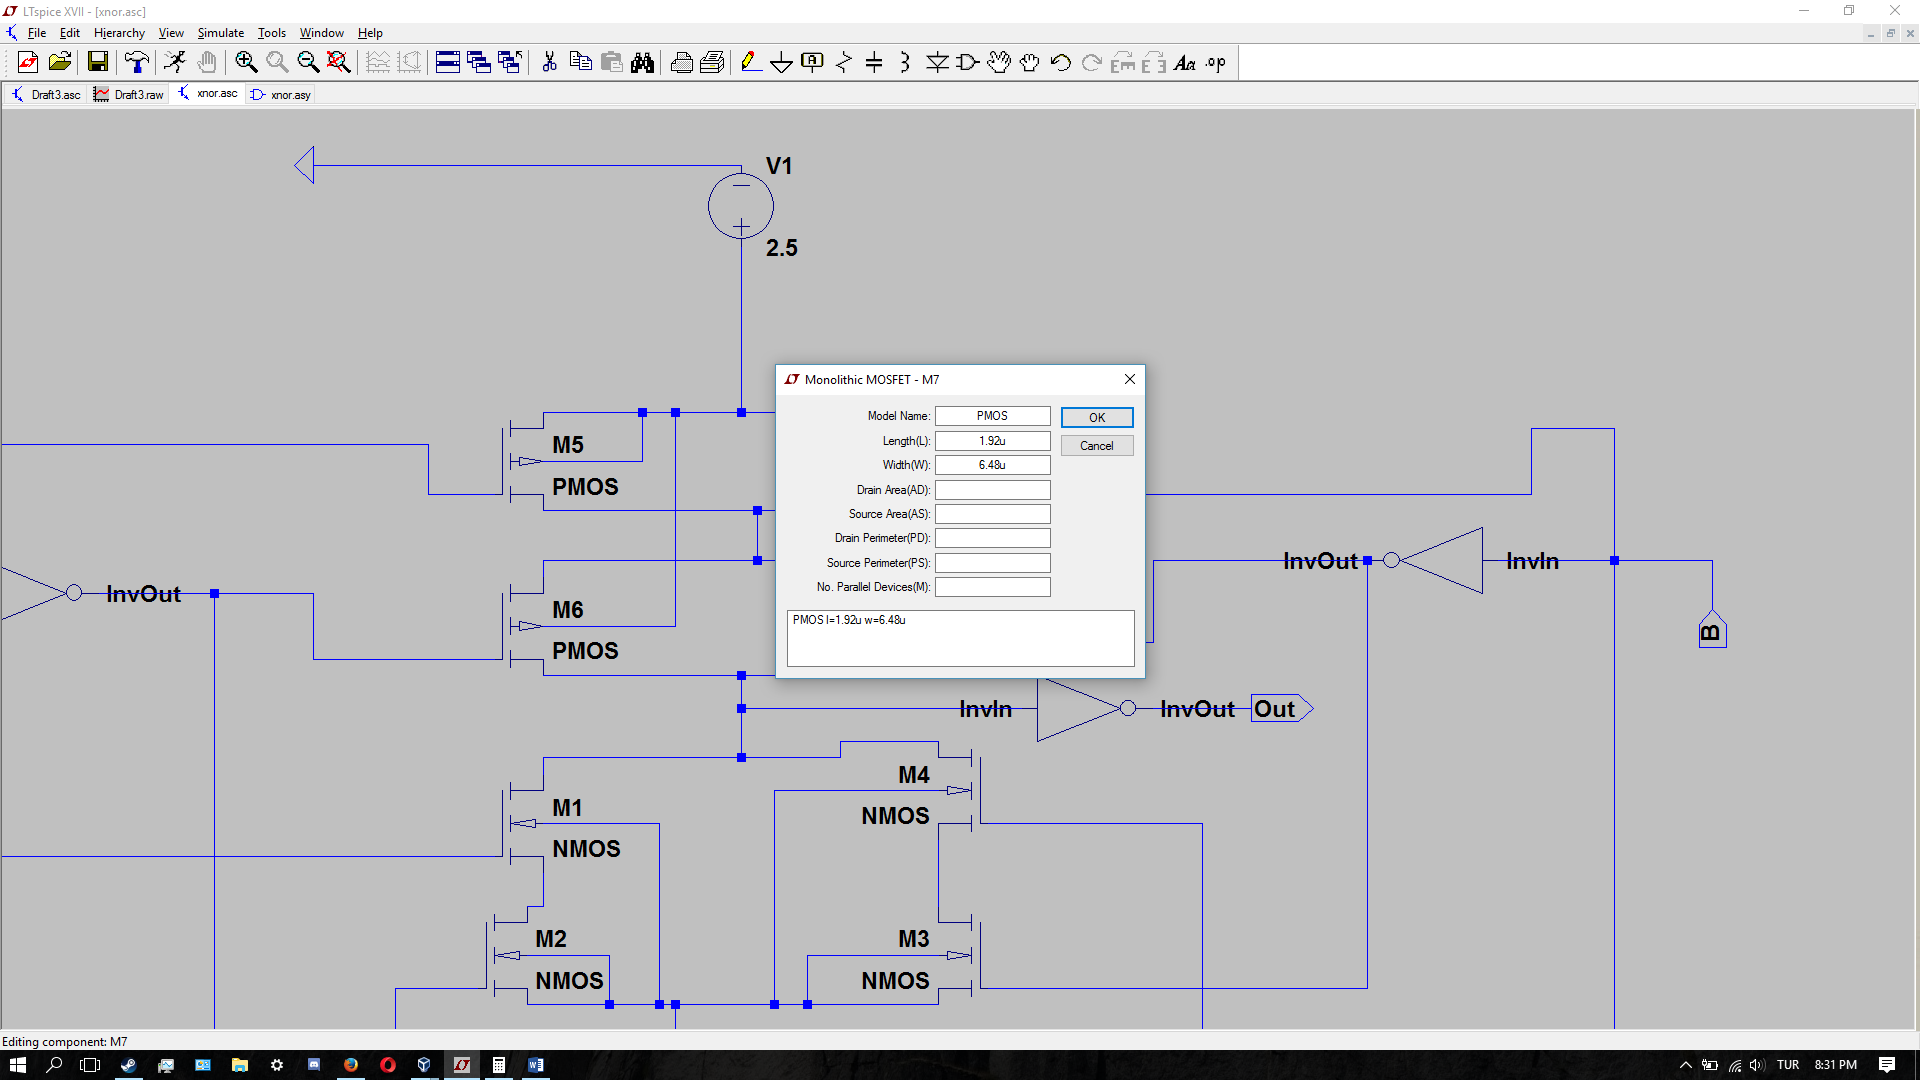 LTspice XVII - [xnor.asc]
File Edit Hierarchy View Simulate Tools Window Help
Aa .op
Draft3.asc Draft3.raw xnor.asc xnor.asy
V1
2.5
Monolithic MOSFET - M7
Model Name: PMOS OK
Length(L): 1.92u Cancel
Width(W): 6.48u
Drain Area(AD):
Source Area(AS):
Drain Perimeter(PD):
Source Perimeter(PS):
No. Parallel Devices(M):
PMOS l=1.92u w=6.48u
M5
PMOS
InvOut InvIn
B
InvOut
M6
PMOS
InvIn InvOut Out
M4
NMOS
M1
NMOS
M2
NMOS
M3
NMOS
Editing component: M7
TUR 8:31 PM